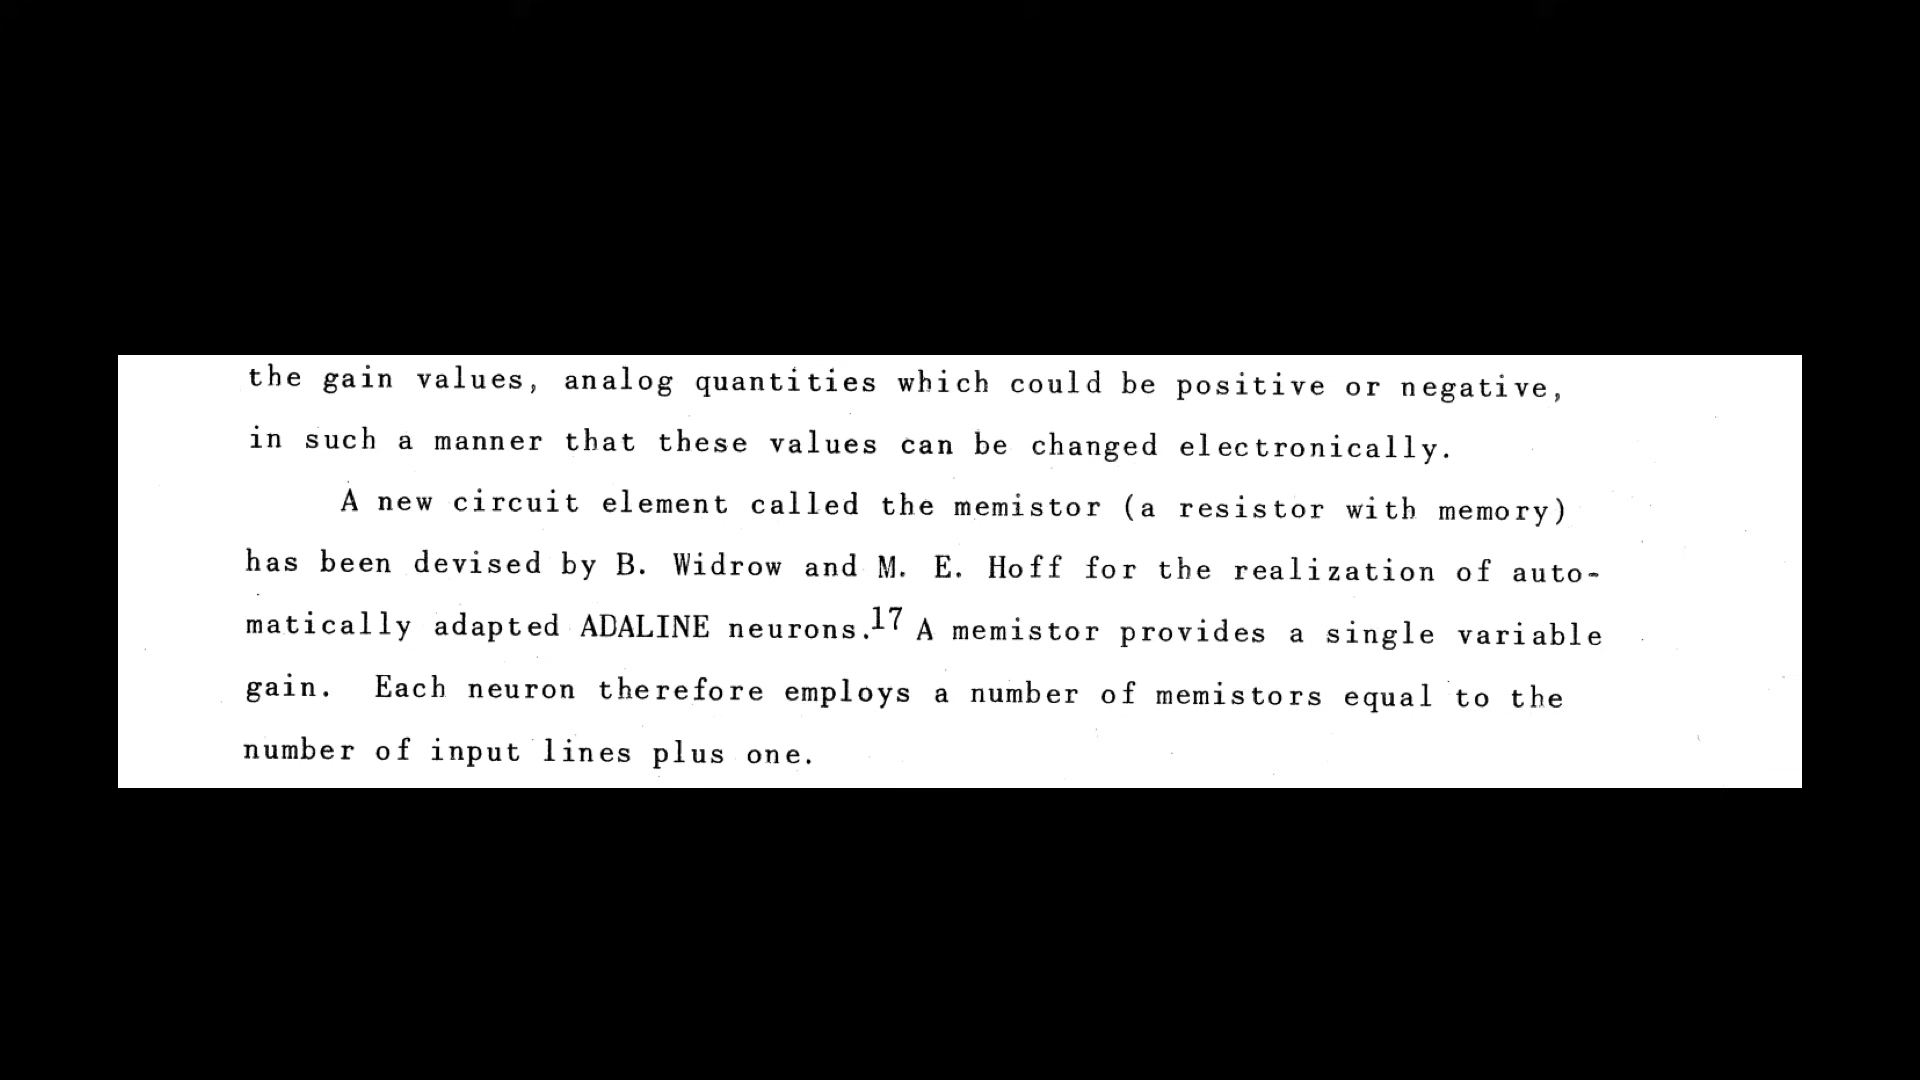 the gain values, analog quantities which could be positive or negative,
in such a manner that these values can be changed electronically.
A new circuit element called the memistor (a resistor with memory)
has been devised by B. Widrow and M. E. Hoff for the realization of auto-
matically adapted ADALINE neurons.17 A memistor provides a single variable
gain. Each neuron therefore employs a number of memistors equal to the
number of input lines plus one.